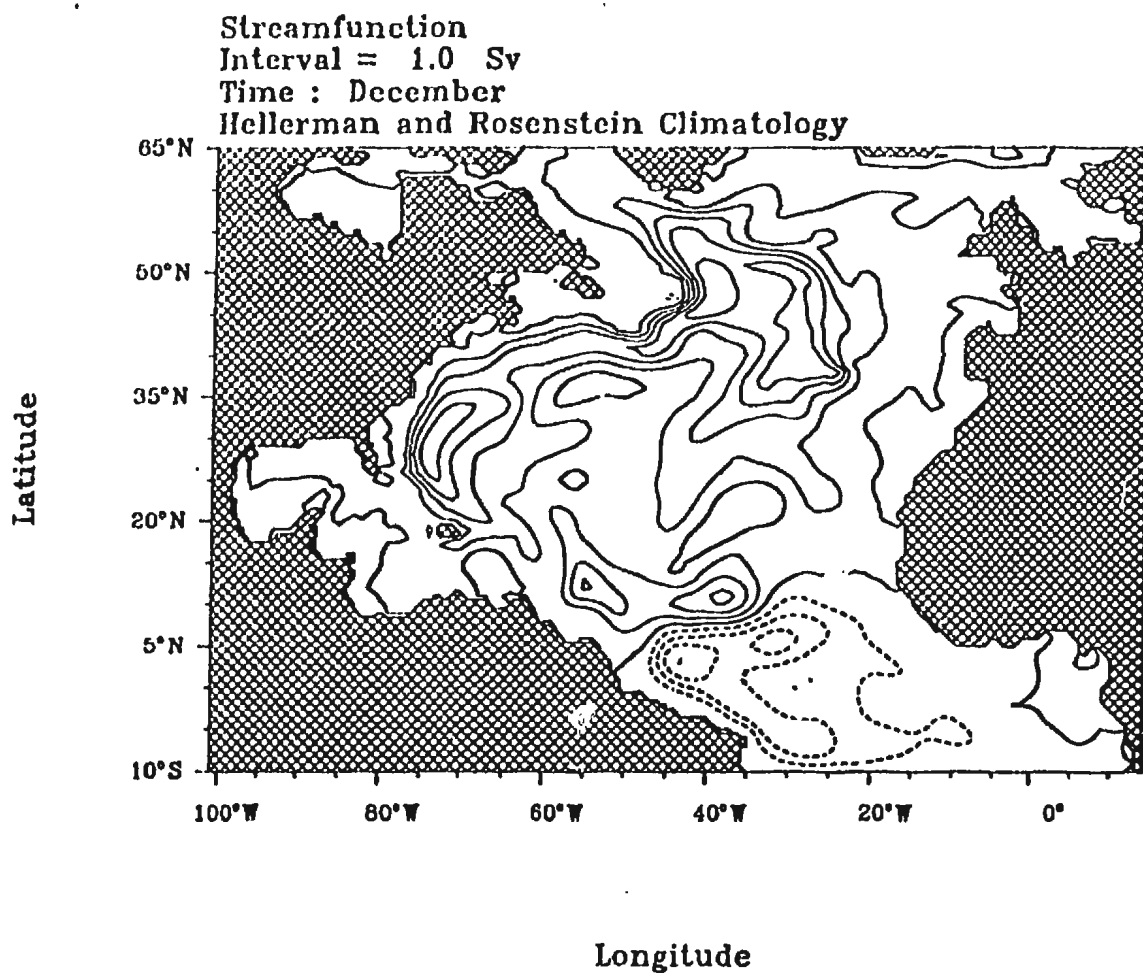 Streamfunction
Interval = 1.0 Sv
Time : December
Hellerman and Rosenstein Climatology
65°N
50°N
35°N
20°N
5°N
10°S
Latitude
100°W
80°W
60°W
40°W
20°W
0°
Longitude